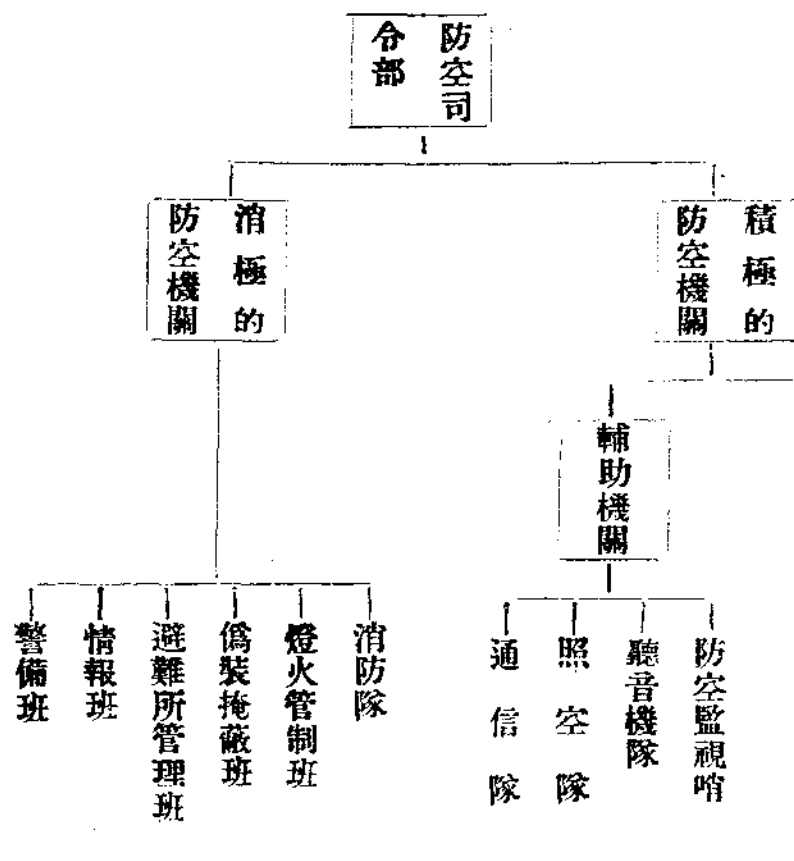 防空司
令部
積極的
防空機關
消極的
防空機關
輔助機關
防空監視哨
聽音機隊
照空隊
通信隊
消防隊
燈火管制班
僞裝掩蔽班
避難所管理班
情報班
警備班